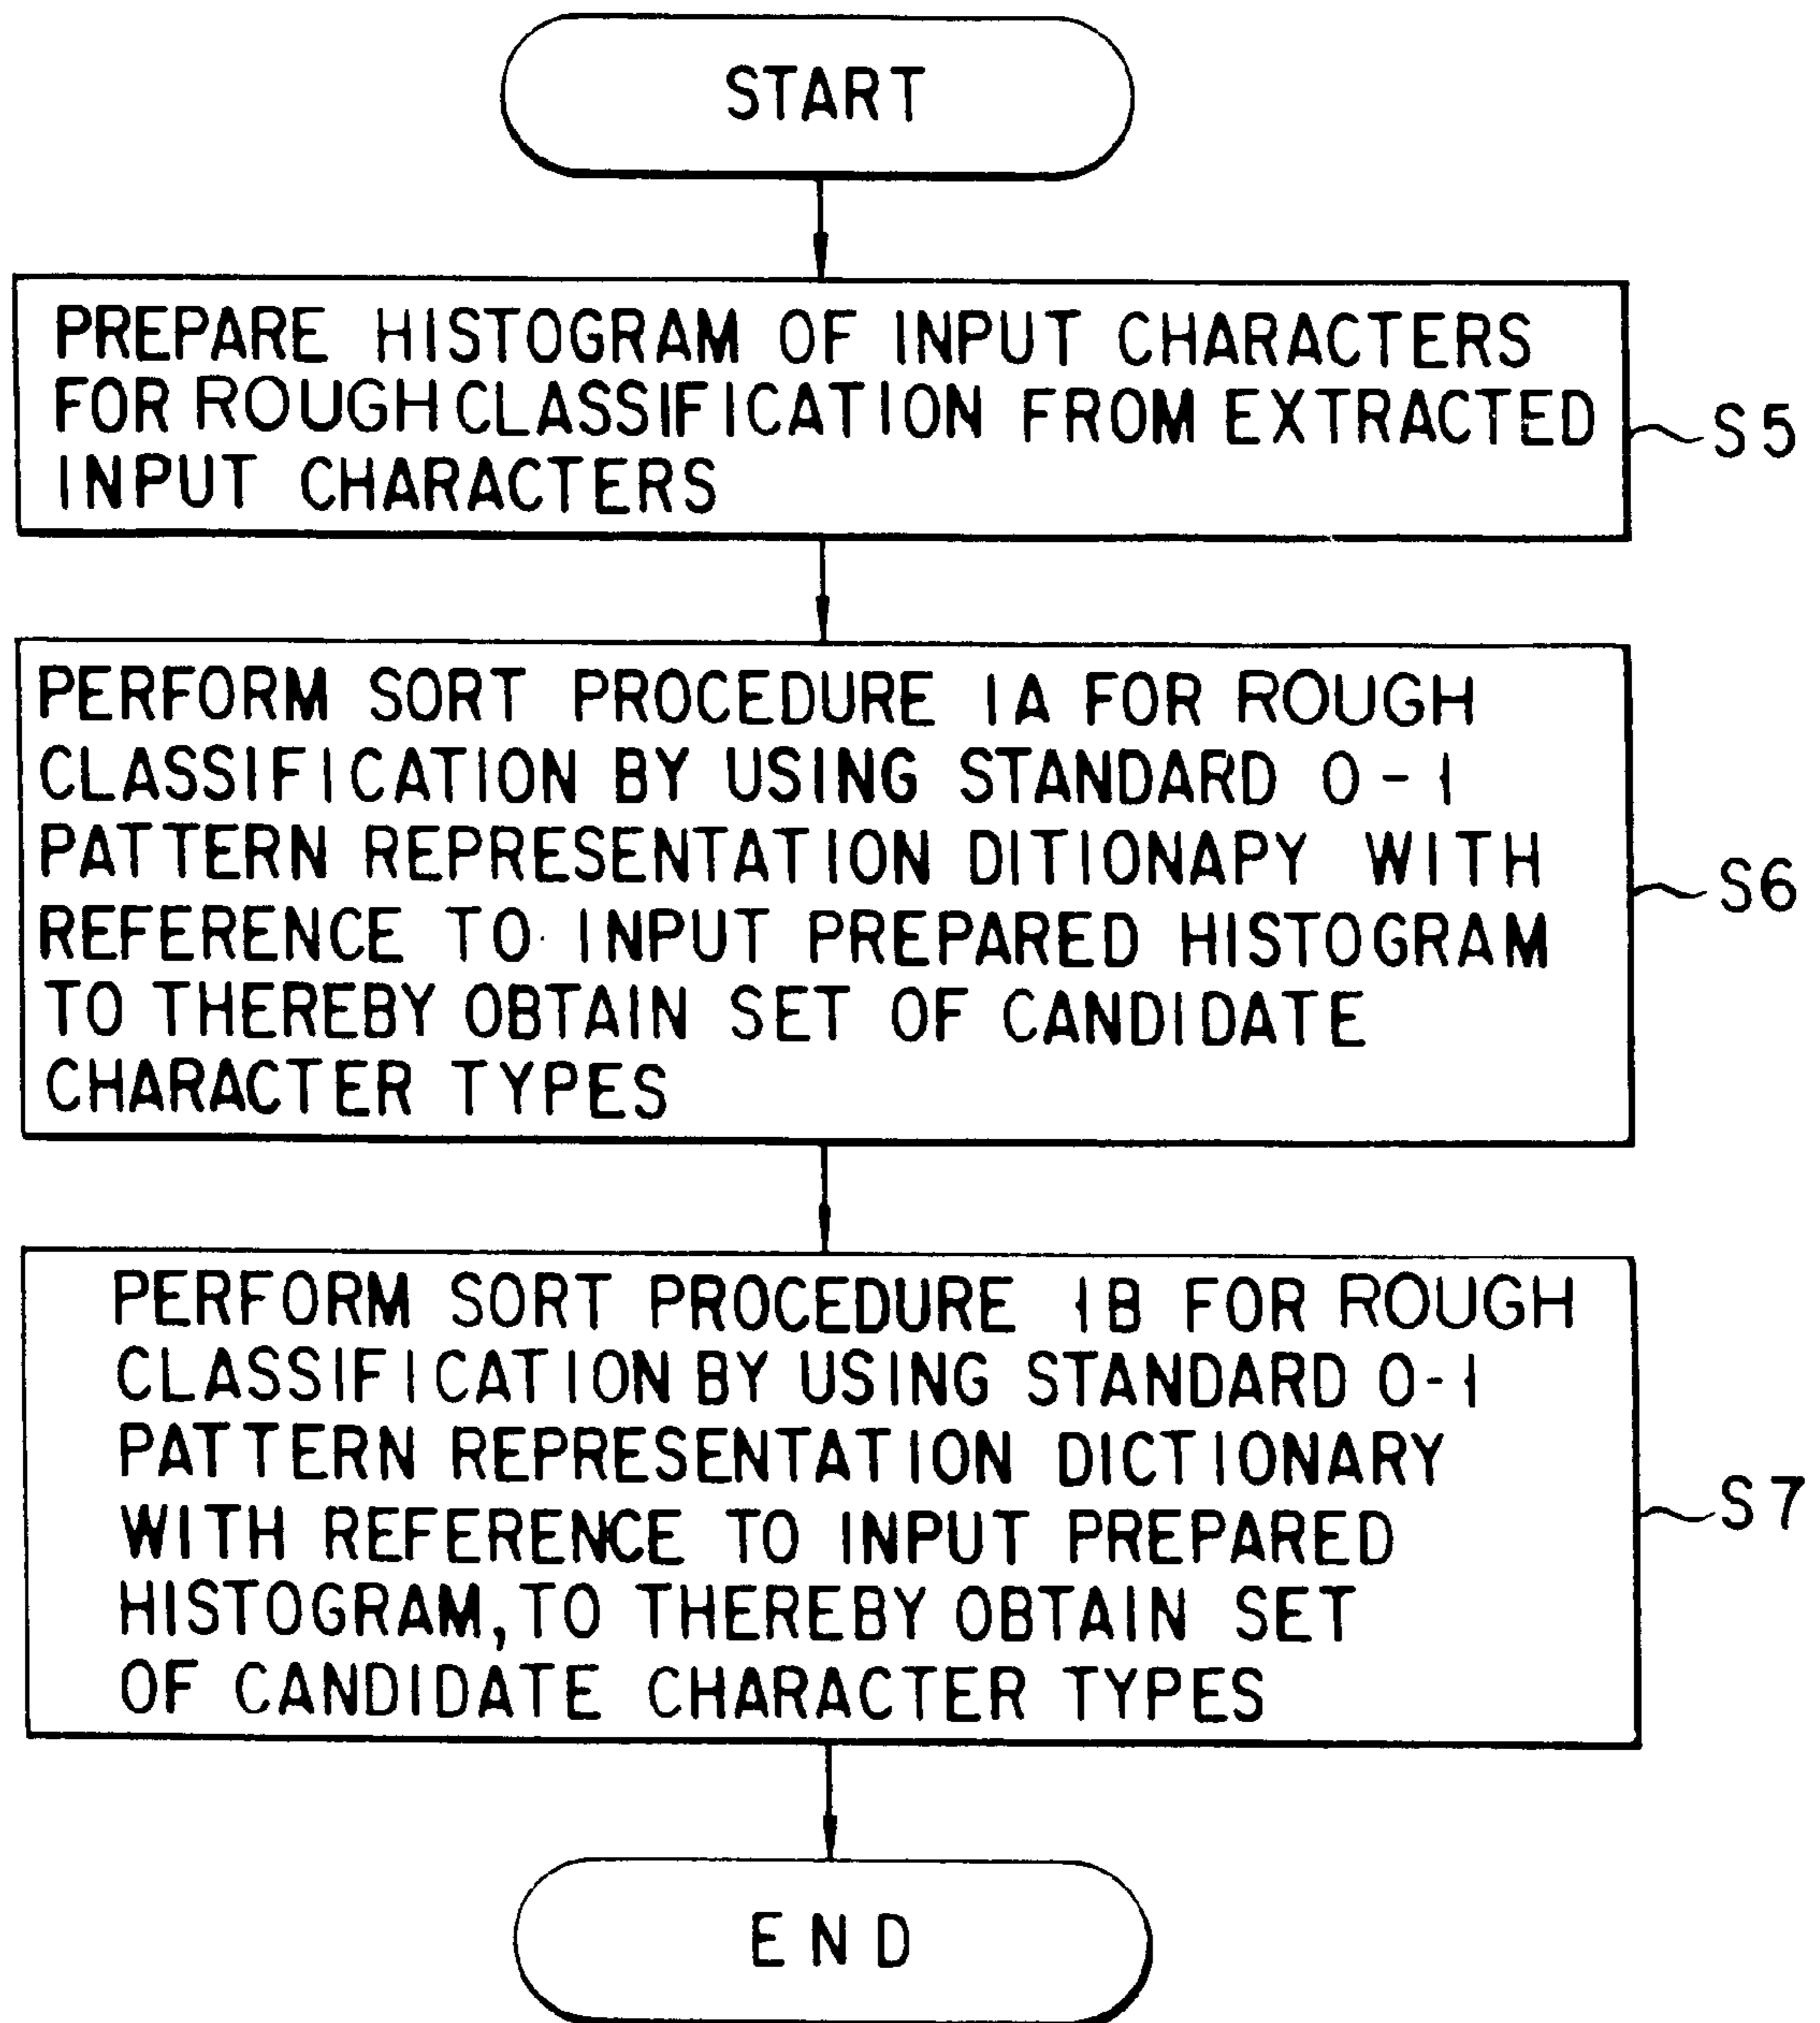 START
PREPARE HISTOGRAM OF INPUT CHARACTERS
FOR ROUGH CLASSIFICATION FROM EXTRACTED
INPUT CHARACTERS
S5
PERFORM SORT PROCEDURE 1A FOR ROUGH
CLASSIFICATION BY USING STANDARD 0-1
PATTERN REPRESENTATION DITIONAPY WITH
REFERENCE TO INPUT PREPARED HISTOGRAM
TO THEREBY OBTAIN SET OF CANDIDATE
CHARACTER TYPES
S6
PERFORM SORT PROCEDURE 1B FOR ROUGH
CLASSIFICATION BY USING STANDARD 0-1
PATTERN REPRESENTATION DICTIONARY
WITH REFERENCE TO INPUT PREPARED
HISTOGRAM, TO THEREBY OBTAIN SET
OF CANDIDATE CHARACTER TYPES
S7
END